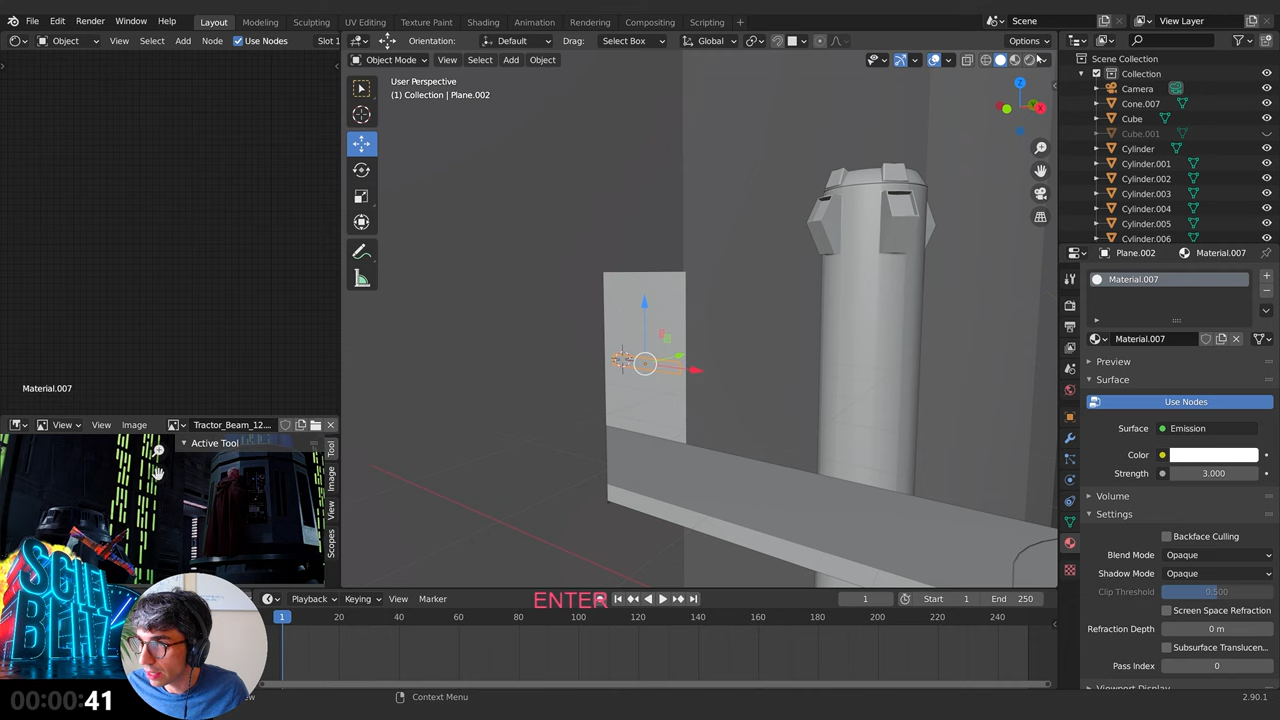 File Edit Render Window Help
Layout Modeling Sculpting UV Editing Texture Paint Shading Animation Rendering Compositing Scripting +
Scene
View Layer
Object View Select Add Node Use Nodes Slot 1
Orientation: Default Drag: Select Box Global Options
Object Mode View Select Add Object
User Perspective
(1) Collection | Plane.002
Z
X
Scene Collection
Collection
Camera
Cone.007
Cube
Cube.001
Cylinder
Cylinder.001
Cylinder.002
Cylinder.003
Cylinder.004
Cylinder.005
Cylinder.006
Plane.002 Material.007
Material.007
Material.007
Preview
Surface
Use Nodes
Surface Emission
Color
Strength 3.000
Volume
Settings
Backface Culling
Blend Mode Opaque
Shadow Mode Opaque
Clip Threshold 0.500
Screen Space Refraction
Refraction Depth 0 m
Subsurface Translucen...
Pass Index 0
Viewport Display
Material.007
View View Image Tractor_Beam_12...
Active Tool
Tool
Image
View
Scopes
SCIFI
BLITZ
00:00:41
Playback Keying View Marker
ENTER
1 Start 1 End 250
1 20 40 60 80 100 120 140 160 180 200 220 240
Context Menu
2.90.1